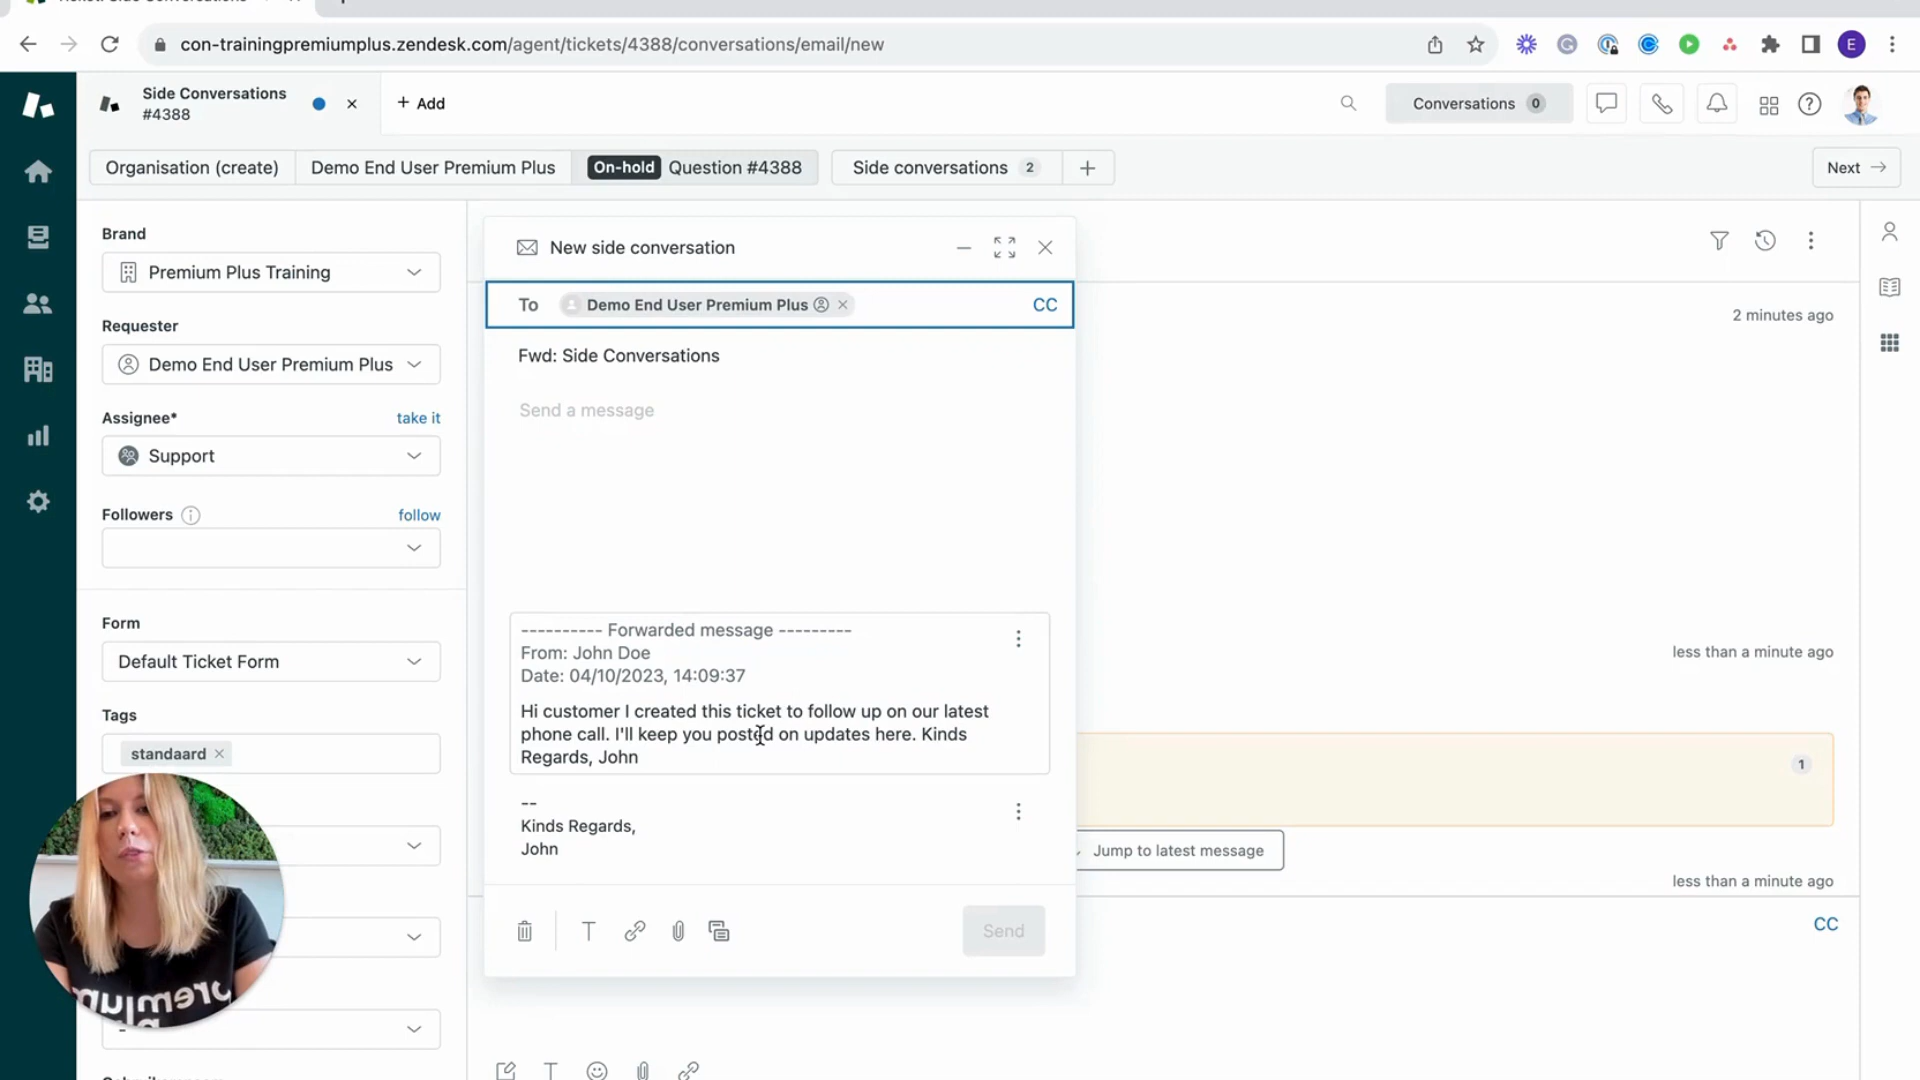 con-trainingpremiumplus.zendesk.com/agent/tickets/4388/conversations/email/new
E
Side Conversations
#4388
+ Add
Conversations 0
Organisation (create)
Demo End User Premium Plus
On-hold Question #4388
Side conversations 2
Next
Brand
Premium Plus Training
Requester
Demo End User Premium Plus
Assignee*
take it
Support
Followers
follow
Form
Default Ticket Form
Tags
standaard
-
New side conversation
To Demo End User Premium Plus
CC
Fwd: Side Conversations
Send a message
---------- Forwarded message ---------
From: John Doe
Date: 04/10/2023, 14:09:37
Hi customer I created this ticket to follow up on our latest
phone call. I'll keep you posted on updates here. Kinds
Regards, John
--
Kinds Regards,
John
Send
2 minutes ago
less than a minute ago
1
Jump to latest message
less than a minute ago
CC
premium